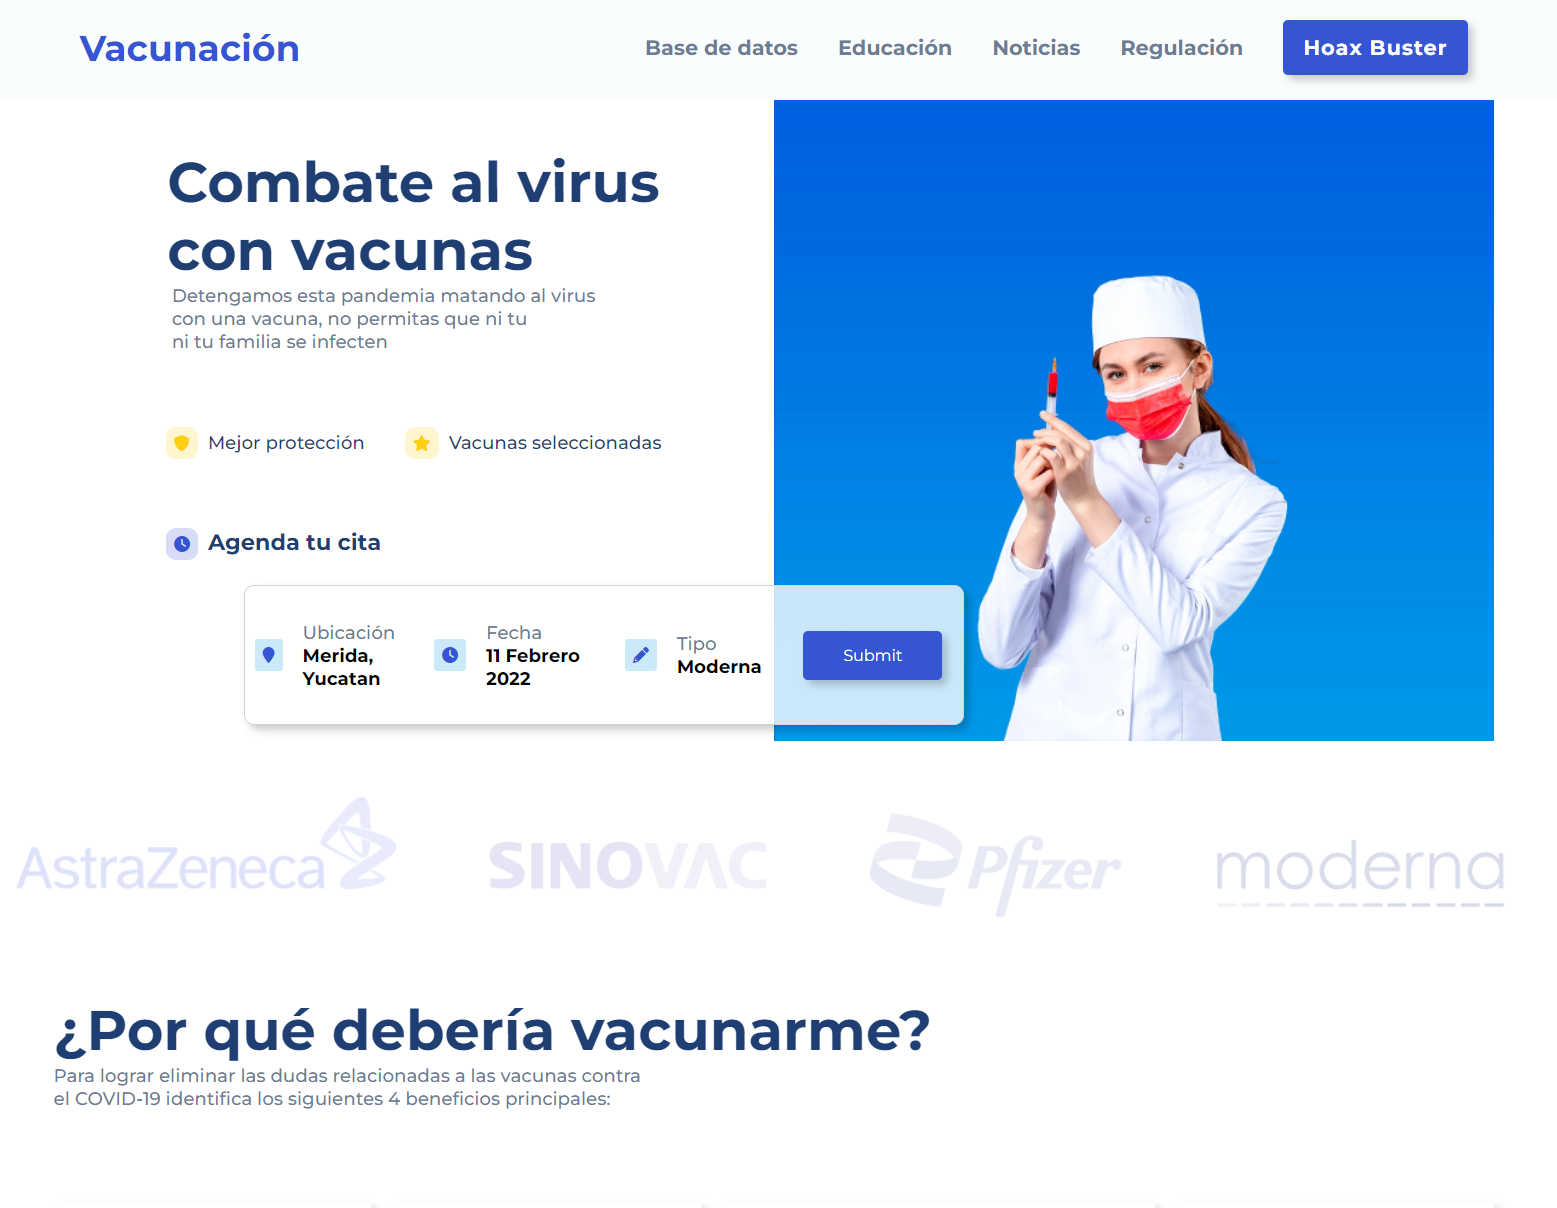 Vacunación
Base de datos
Educación
Noticias
Regulación
Hoax Buster
Combate al virus
con vacunas
Detengamos esta pandemia matando al virus
con una vacuna, no permitas que ni tu
ni tu familia se infecten
Mejor protección
Vacunas seleccionadas
Agenda tu cita
Ubicación
Merida,
Yucatan
Fecha
11 Febrero
2022
Tipo
Moderna
Submit
AstraZeneca
SINOVAC
Pfizer
moderna
¿Por qué debería vacunarme?
Para lograr eliminar las dudas relacionadas a las vacunas contra
el COVID-19 identifica los siguientes 4 beneficios principales: